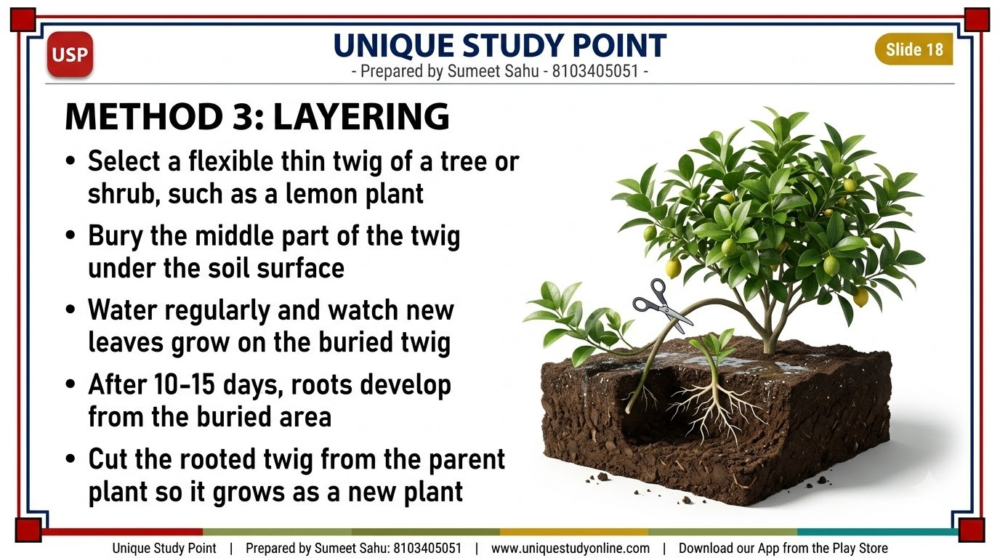 USP
UNIQUE STUDY POINT
- Prepared by Sumeet Sahu - 8103405051 -
Slide 18
METHOD 3: LAYERING
• Select a flexible thin twig of a tree or
shrub, such as a lemon plant
• Bury the middle part of the twig
under the soil surface
• Water regularly and watch new
leaves grow on the buried twig
• After 10–15 days, roots develop
from the buried area
• Cut the rooted twig from the parent
plant so it grows as a new plant
Unique Study Point | Prepared by Sumeet Sahu: 8103405051 | www.uniquestudyonline.com | Download our App from the Play Store